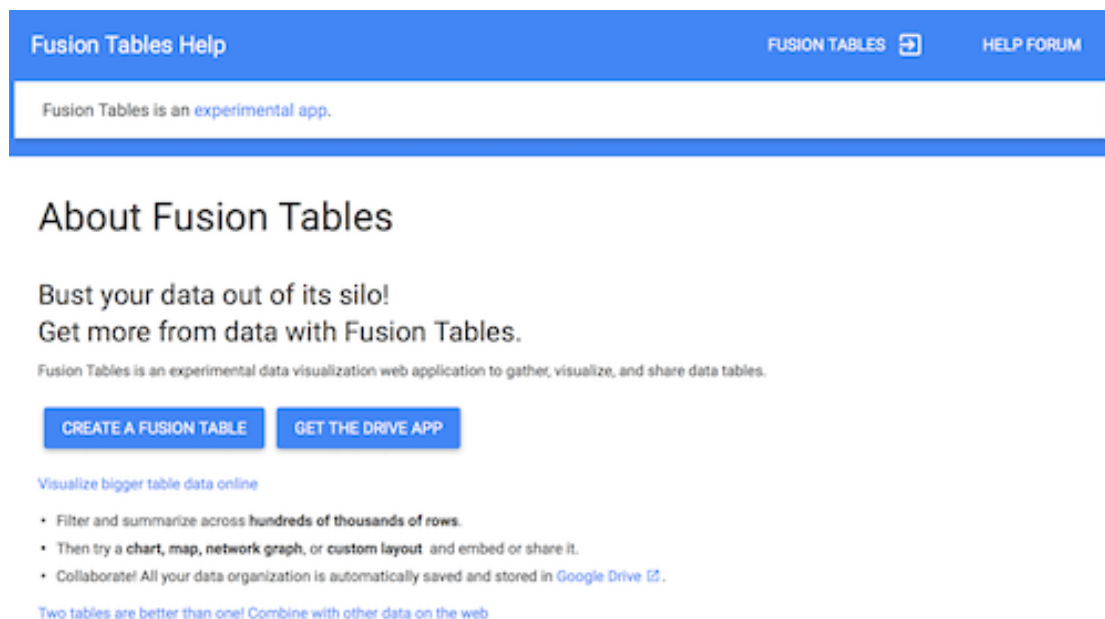 Fusion Tables Help
FUSION TABLES
HELP FORUM
Fusion Tables is an experimental app.
About Fusion Tables
Bust your data out of its silo!
Get more from data with Fusion Tables.
Fusion Tables is an experimental data visualization web application to gather, visualize, and share data tables.
CREATE A FUSION TABLE
GET THE DRIVE APP
Visualize bigger table data online
• Filter and summarize across hundreds of thousands of rows.
• Then try a chart, map, network graph, or custom layout and embed or share it.
• Collaborate! All your data organization is automatically saved and stored in Google Drive.
Two tables are better than one! Combine with other data on the web